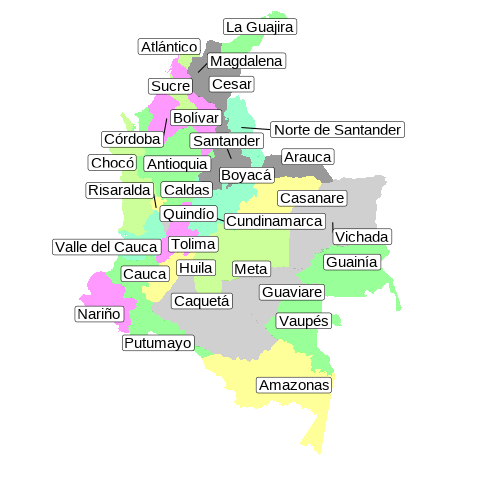 La Guajira
Atlántico
Magdalena
Sucre
Cesar
Bolívar
Norte de Santander
Córdoba
Santander
Chocó
Antioquia
Arauca
Boyacá
Risaralda
Caldas
Casanare
Quindío
Cundinamarca
Vichada
Valle del Cauca
Tolima
Guainía
Cauca
Huila
Meta
Caquetá
Guaviare
Nariño
Vaupés
Putumayo
Amazonas